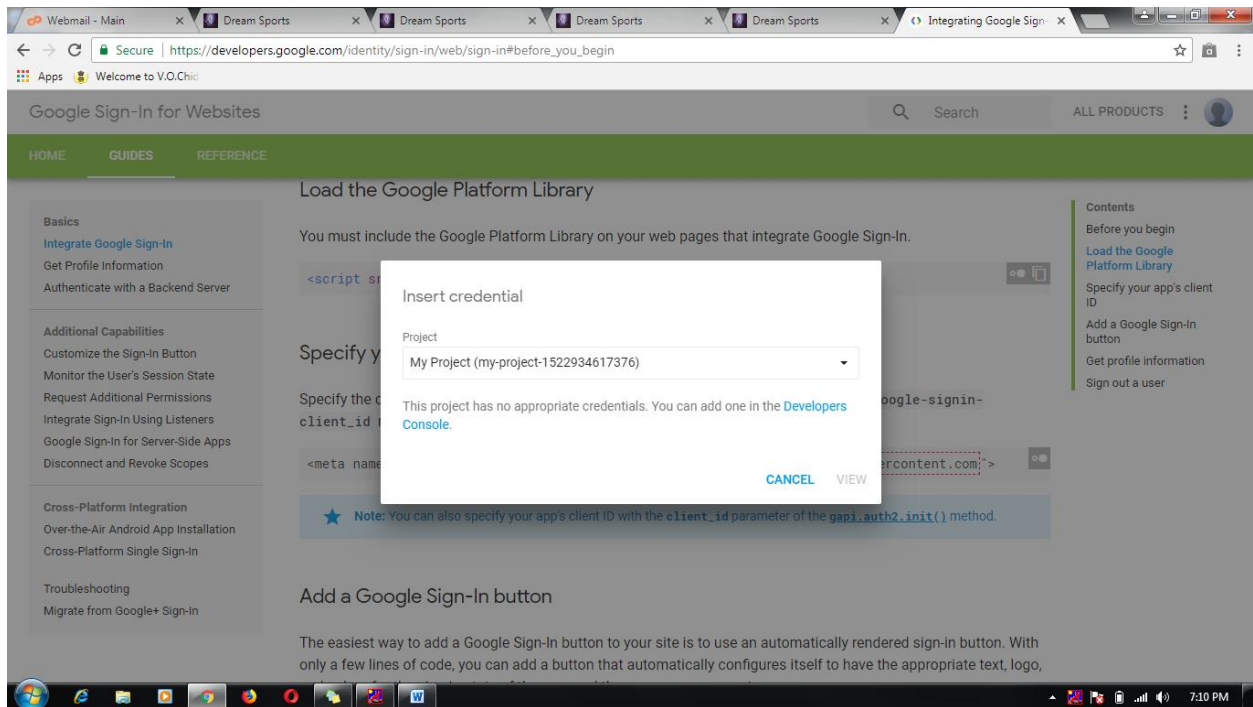 Webmail - Main
Dream Sports
Dream Sports
Dream Sports
Dream Sports
Integrating Google Sign-
Secure | https://developers.google.com/identity/sign-in/web/sign-in#before_you_begin
Apps Welcome to V.O.Chid
Google Sign-In for Websites
Search
ALL PRODUCTS
HOME GUIDES REFERENCE
Basics
Integrate Google Sign-In
Get Profile Information
Authenticate with a Backend Server
Additional Capabilities
Customize the Sign-In Button
Monitor the User's Session State
Request Additional Permissions
Integrate Sign-In Using Listeners
Google Sign-In for Server-Side Apps
Disconnect and Revoke Scopes
Cross-Platform Integration
Over-the-Air Android App Installation
Cross-Platform Single Sign-In
Troubleshooting
Migrate from Google+ Sign-In
Load the Google Platform Library
You must include the Google Platform Library on your web pages that integrate Google Sign-In.
<script sr
Specify y
Specify the c oogle-signin-
client_id
<meta name ercontent.com">
Insert credential
Project
My Project (my-project-1522934617376)
This project has no appropriate credentials. You can add one in the Developers
Console.
CANCEL VIEW
Note: You can also specify your app's client ID with the client_id parameter of the gapi.auth2.init() method.
Add a Google Sign-In button
The easiest way to add a Google Sign-In button to your site is to use an automatically rendered sign-in button. With
only a few lines of code, you can add a button that automatically configures itself to have the appropriate text, logo,
Contents
Before you begin
Load the Google
Platform Library
Specify your app's client
ID
Add a Google Sign-In
button
Get profile information
Sign out a user
7:10 PM